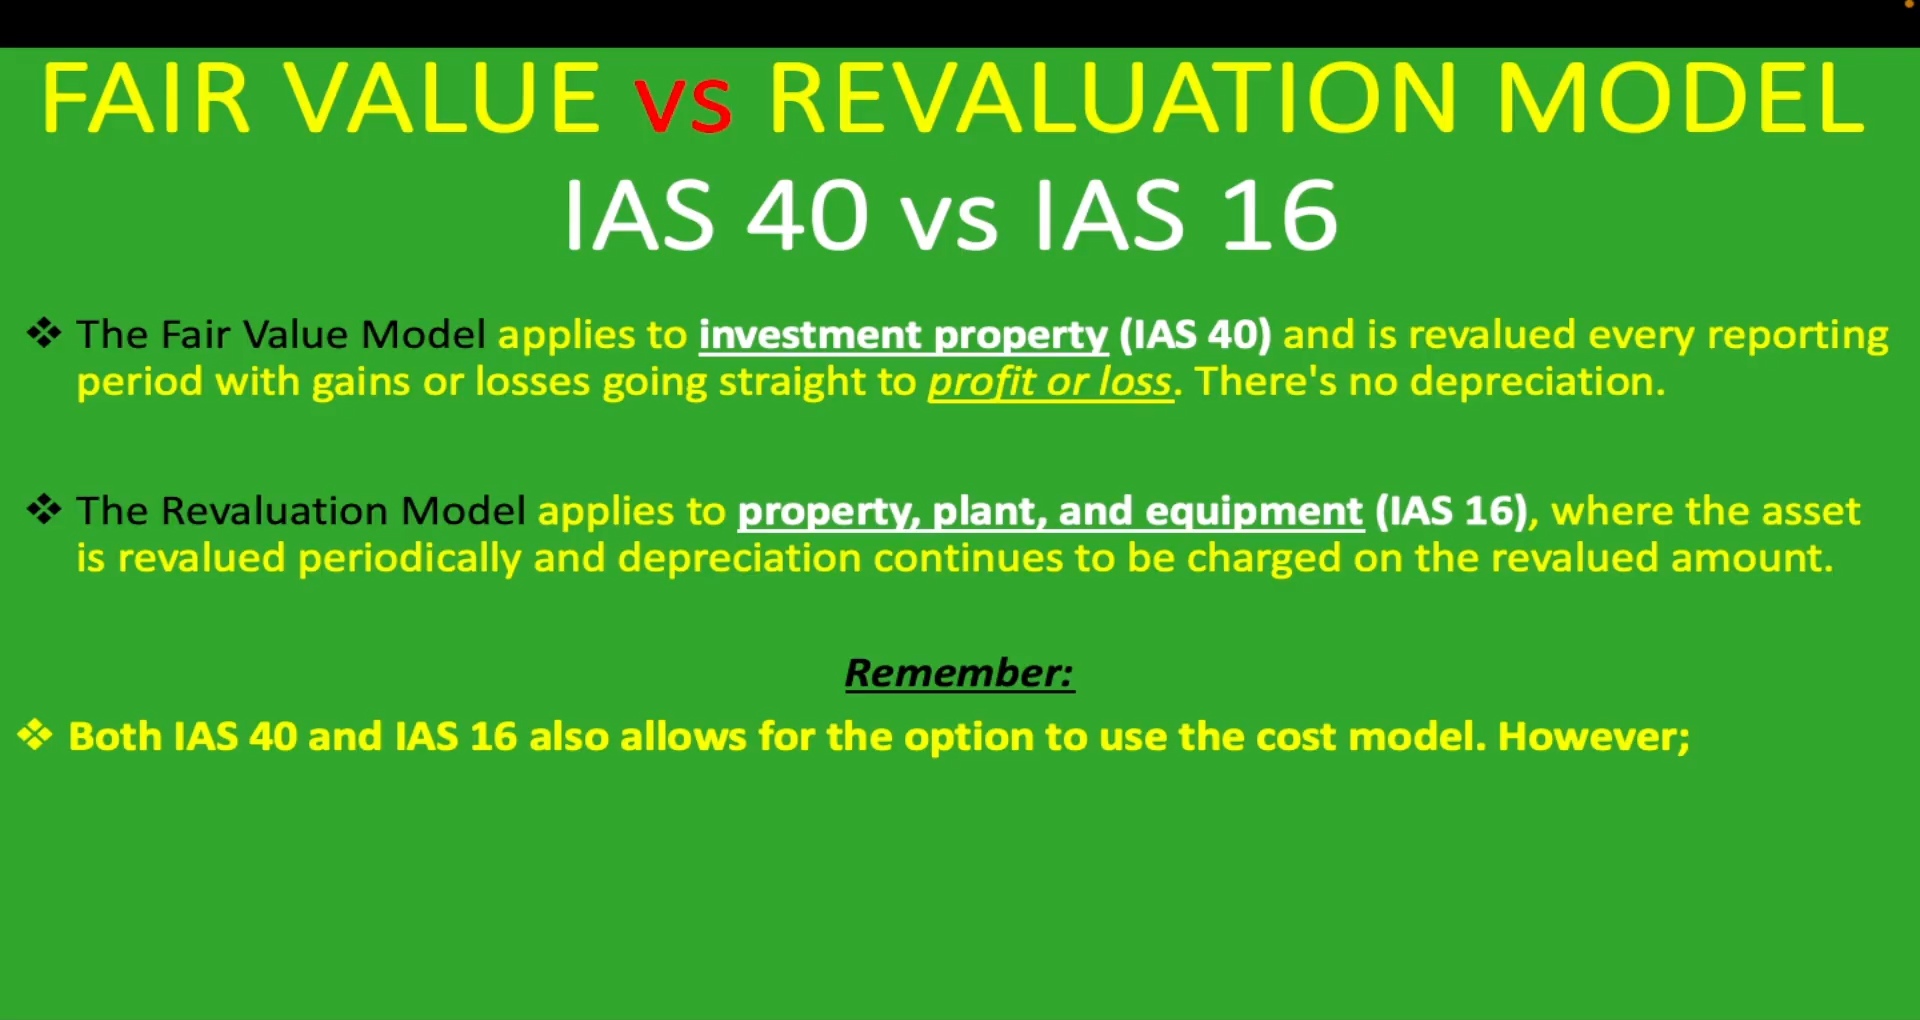 FAIR VALUE vs REVALUATION MODEL
IAS 40 vs IAS 16
❖ The Fair Value Model applies to investment property (IAS 40) and is revalued every reporting
period with gains or losses going straight to profit or loss. There's no depreciation.
❖ The Revaluation Model applies to property, plant, and equipment (IAS 16), where the asset
is revalued periodically and depreciation continues to be charged on the revalued amount.
Remember:
❖ Both IAS 40 and IAS 16 also allows for the option to use the cost model. However;